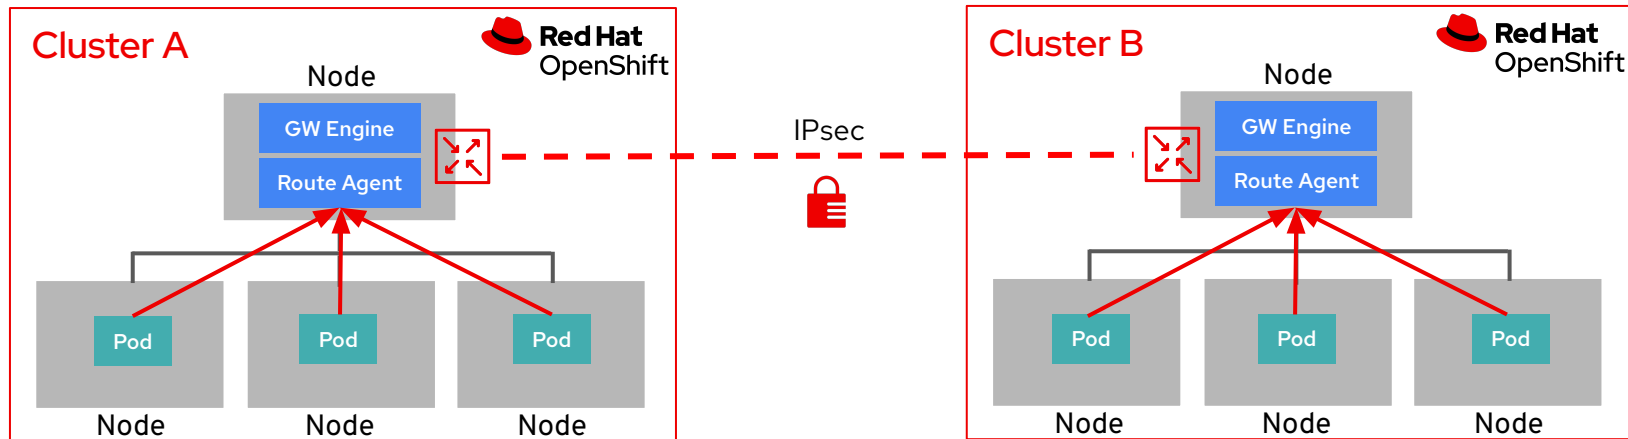 Cluster A
Red Hat
OpenShift
Node
GW Engine
Route Agent
Pod
Pod
Pod
Node
Node
Node
IPsec
Cluster B
Red Hat
OpenShift
Node
GW Engine
Route Agent
Pod
Pod
Pod
Node
Node
Node